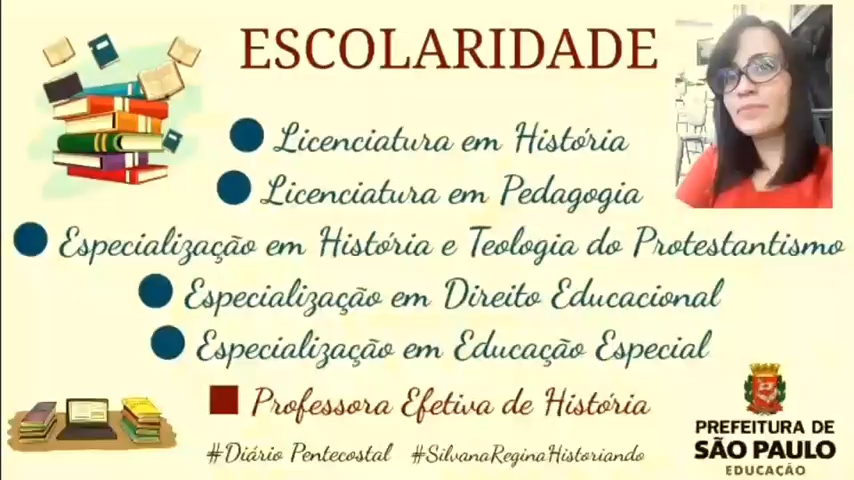 ESCOLARIDADE
Licenciatura em História
Licenciatura em Pedagogia
Especialização em História e Teologia do Protestantismo
Especialização em Direito Educacional
Especialização em Educação Especial
Professora Efetiva de História
#Diário Pentecostal #SilvanaReginaHistoriando
PREFEITURA DE
SÃO PAULO
EDUCAÇÃO